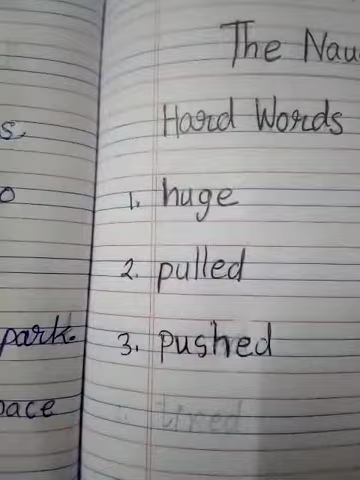 The Nau
Hard Words
s
o
1. huge
2. pulled
park
3. pushed
pace